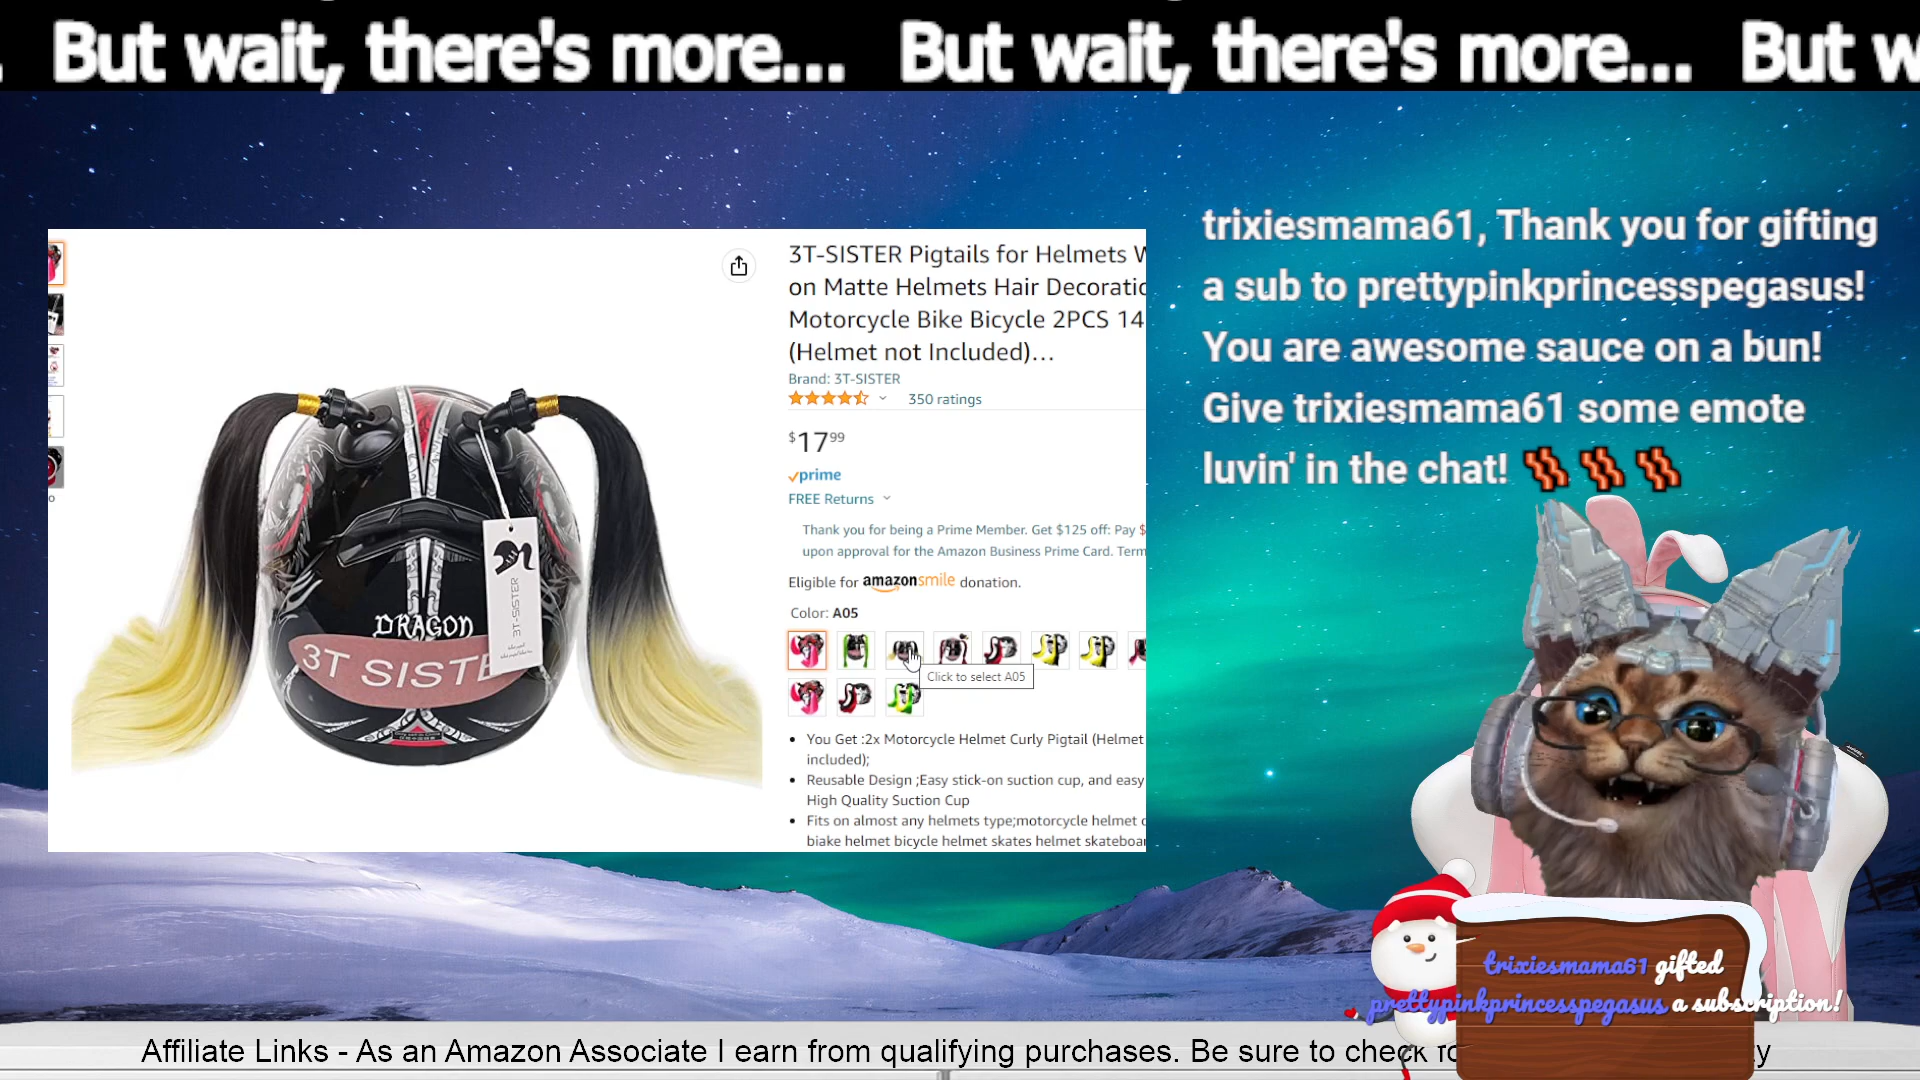 But wait, there's more... But wait, there's more... But w
trixiesmama61, Thank you for gifting
a sub to prettypinkprincesspegasus!
You are awesome sauce on a bun!
Give trixiesmama61 some emote
luvin' in the chat!
3T-SISTER Pigtails for Helmets W
on Matte Helmets Hair Decoratio
Motorcycle Bike Bicycle 2PCS 14
(Helmet not Included)...
Brand: 3T-SISTER
350 ratings
$17 99
prime
FREE Returns
Thank you for being a Prime Member. Get $125 off: Pay $
upon approval for the Amazon Business Prime Card. Term
Eligible for amazonsmile donation.
Color: A05
Click to select A05
You Get :2x Motorcycle Helmet Curly Pigtail (Helmet
included);
Reusable Design ;Easy stick-on suction cup, and easy
High Quality Suction Cup
Fits on almost any helmets type;motorcycle helmet
biake helmet bicycle helmet skates helmet skateboar
DRAGON
3T SISTE
3T-SISTER
trixiesmama61 gifted
prettypinkprincesspegasus a subscription!
Affiliate Links - As an Amazon Associate I earn from qualifying purchases. Be sure to check fo y